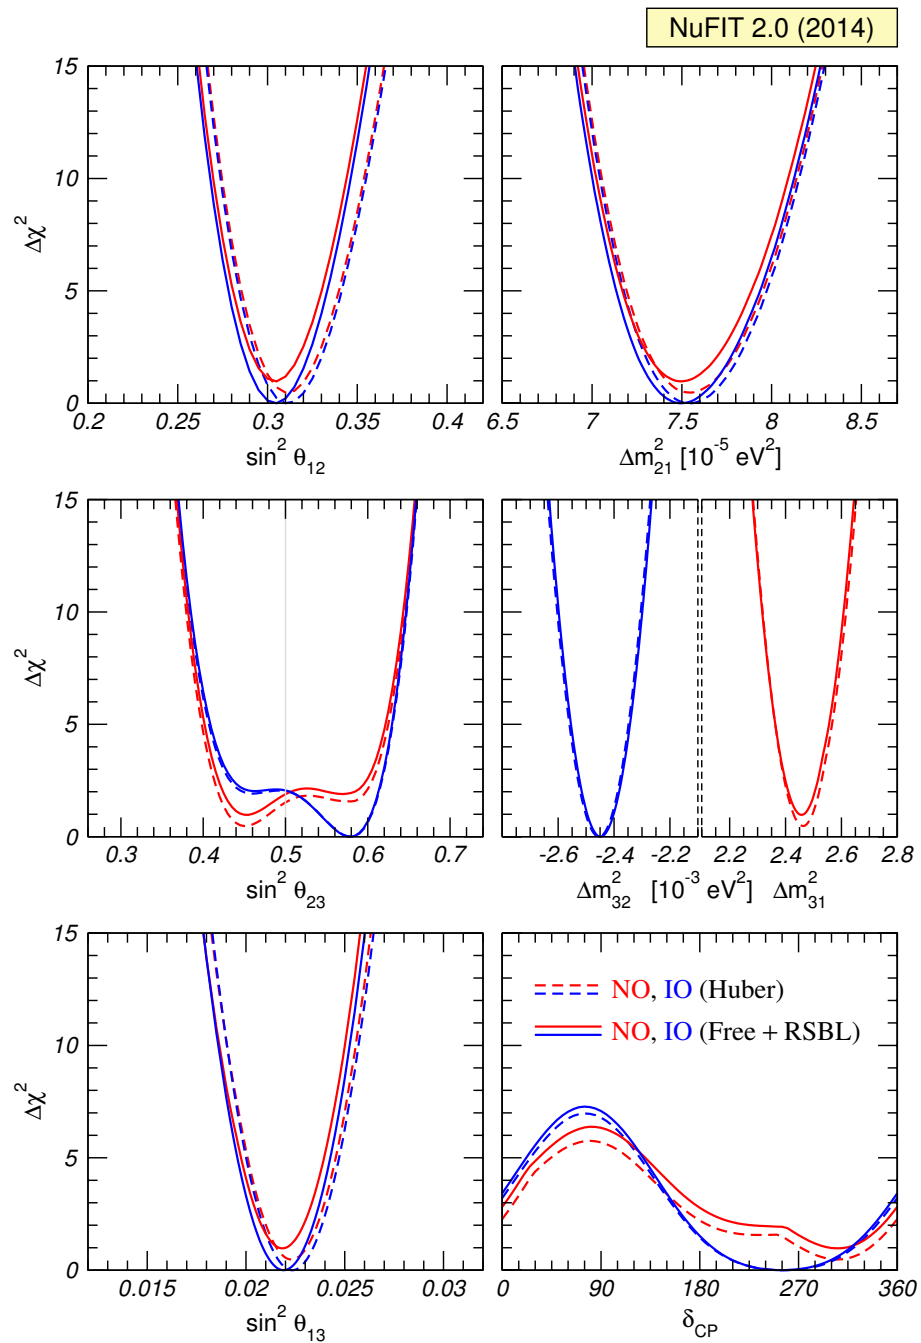 NuFIT 2.0 (2014)
15
10
5
0
Δχ²
0.2 0.25 0.3 0.35 0.4
sin² θ₁₂
6.5 7 7.5 8 8.5
Δm²₂₁ [10⁻⁵ eV²]
15
10
5
0
Δχ²
0.3 0.4 0.5 0.6 0.7
sin² θ₂₃
-2.6 -2.4 -2.2 2.2 2.4 2.6 2.8
Δm²₃₂ [10⁻³ eV²] Δm²₃₁
15
10
5
0
Δχ²
0.015 0.02 0.025 0.03
sin² θ₁₃
NO, IO (Huber)
NO, IO (Free + RSBL)
0 90 180 270 360
δCP